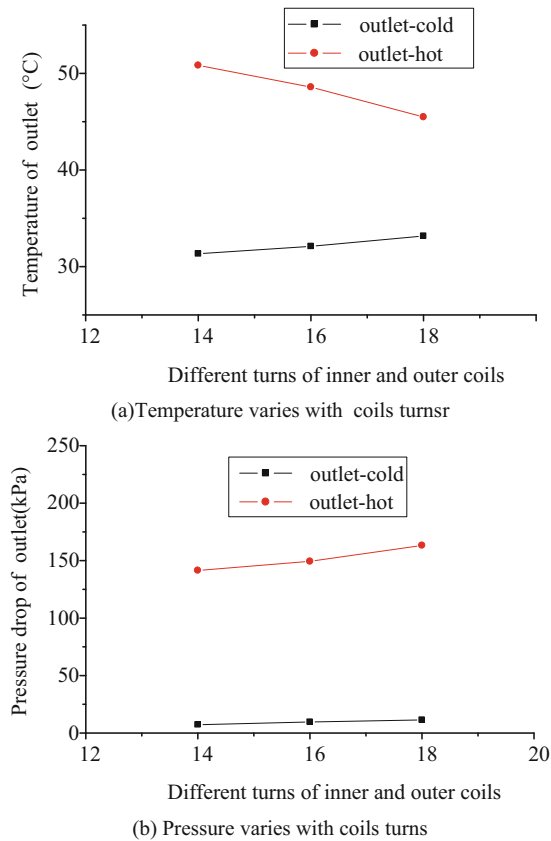 outlet-cold
outlet-hot
Temperature of outlet (°C)
50
40
30
12 14 16 18
Different turns of inner and outer coils
(a)Temperature varies with coils turnsr
outlet-cold
outlet-hot
Pressure drop of outlet(kPa)
250
200
150
100
50
0
12 14 16 18 20
Different turns of inner and outer coils
(b) Pressure varies with coils turns